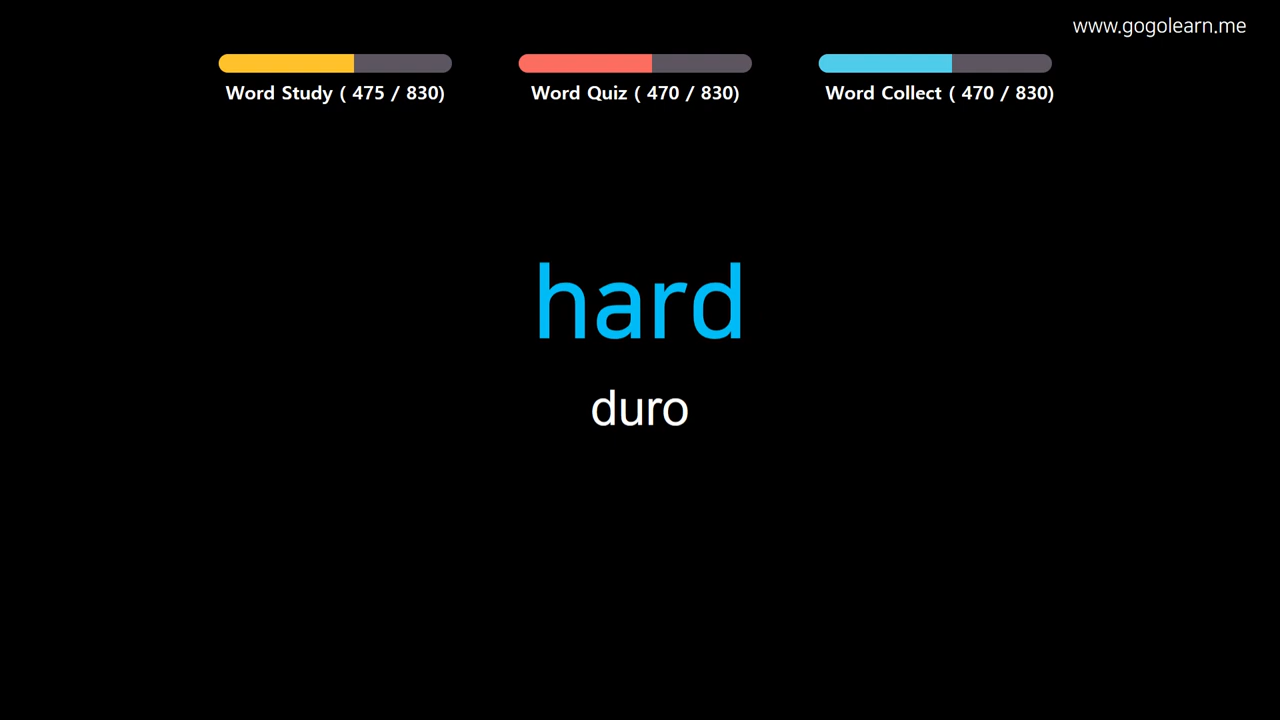 www.gogolearn.me
Word Study ( 475 / 830)
Word Quiz ( 470 / 830)
Word Collect ( 470 / 830)
hard
duro